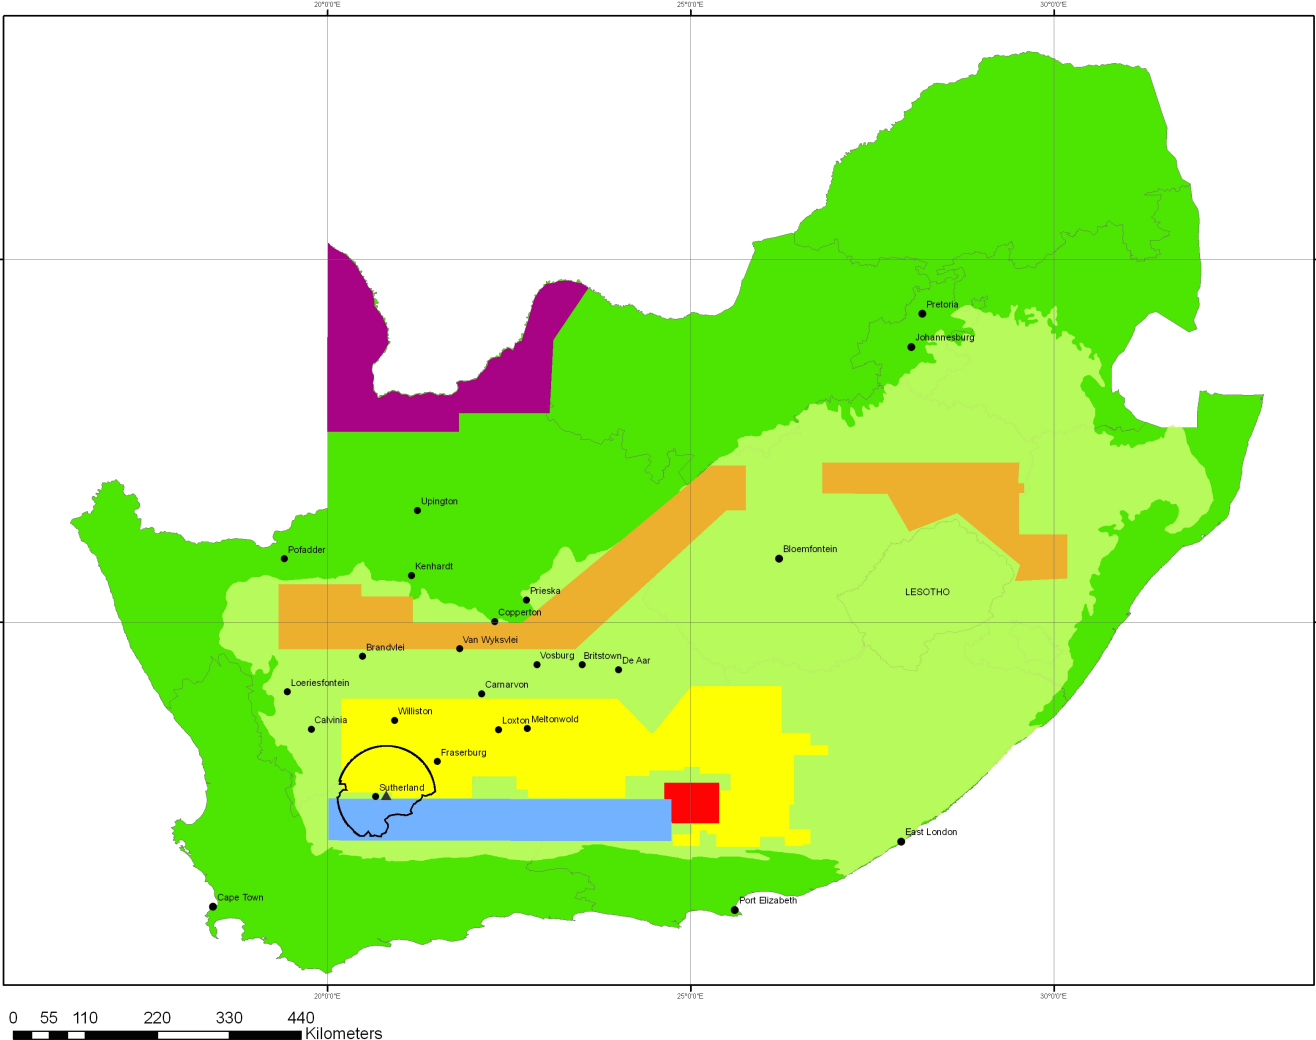 20°0'0"E 25°0'0"E 30°0'0"E
Pretoria
Johannesburg
Upington
Pofadder
Bloemfontein
Kenhardt
Prieska
LESOTHO
Copperton
Van Wyksvlei
Brandvlei
Vosburg
Britstown
De Aar
Loeriesfontein
Carnarvon
Williston
Calvinia
Loxton
Meltonwold
Fraserburg
Sutherland
East London
Cape Town
Port Elizabeth
20°0'0"E 25°0'0"E 30°0'0"E
0 55 110 220 330 440
Kilometers